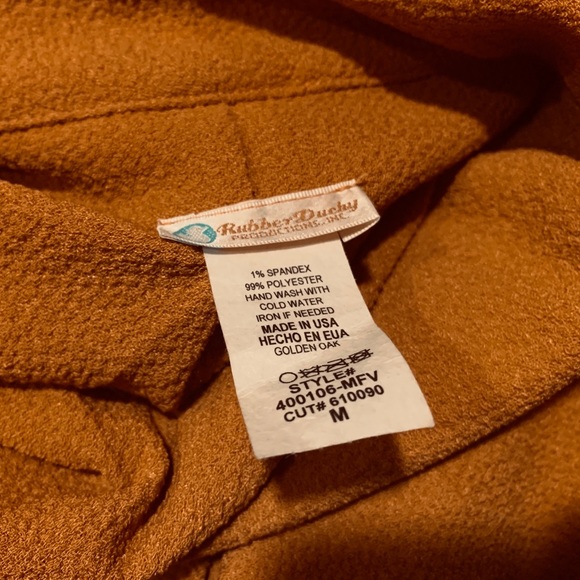 Rubber Ducky
PRODUCTIONS, INC.
1% SPANDEX
99% POLYESTER
HAND WASH WITH
COLD WATER
IRON IF NEEDED
MADE IN USA
HECHO EN EUA
GOLDEN OAK
STYLE#
400106-MFV
CUT# 610090
M